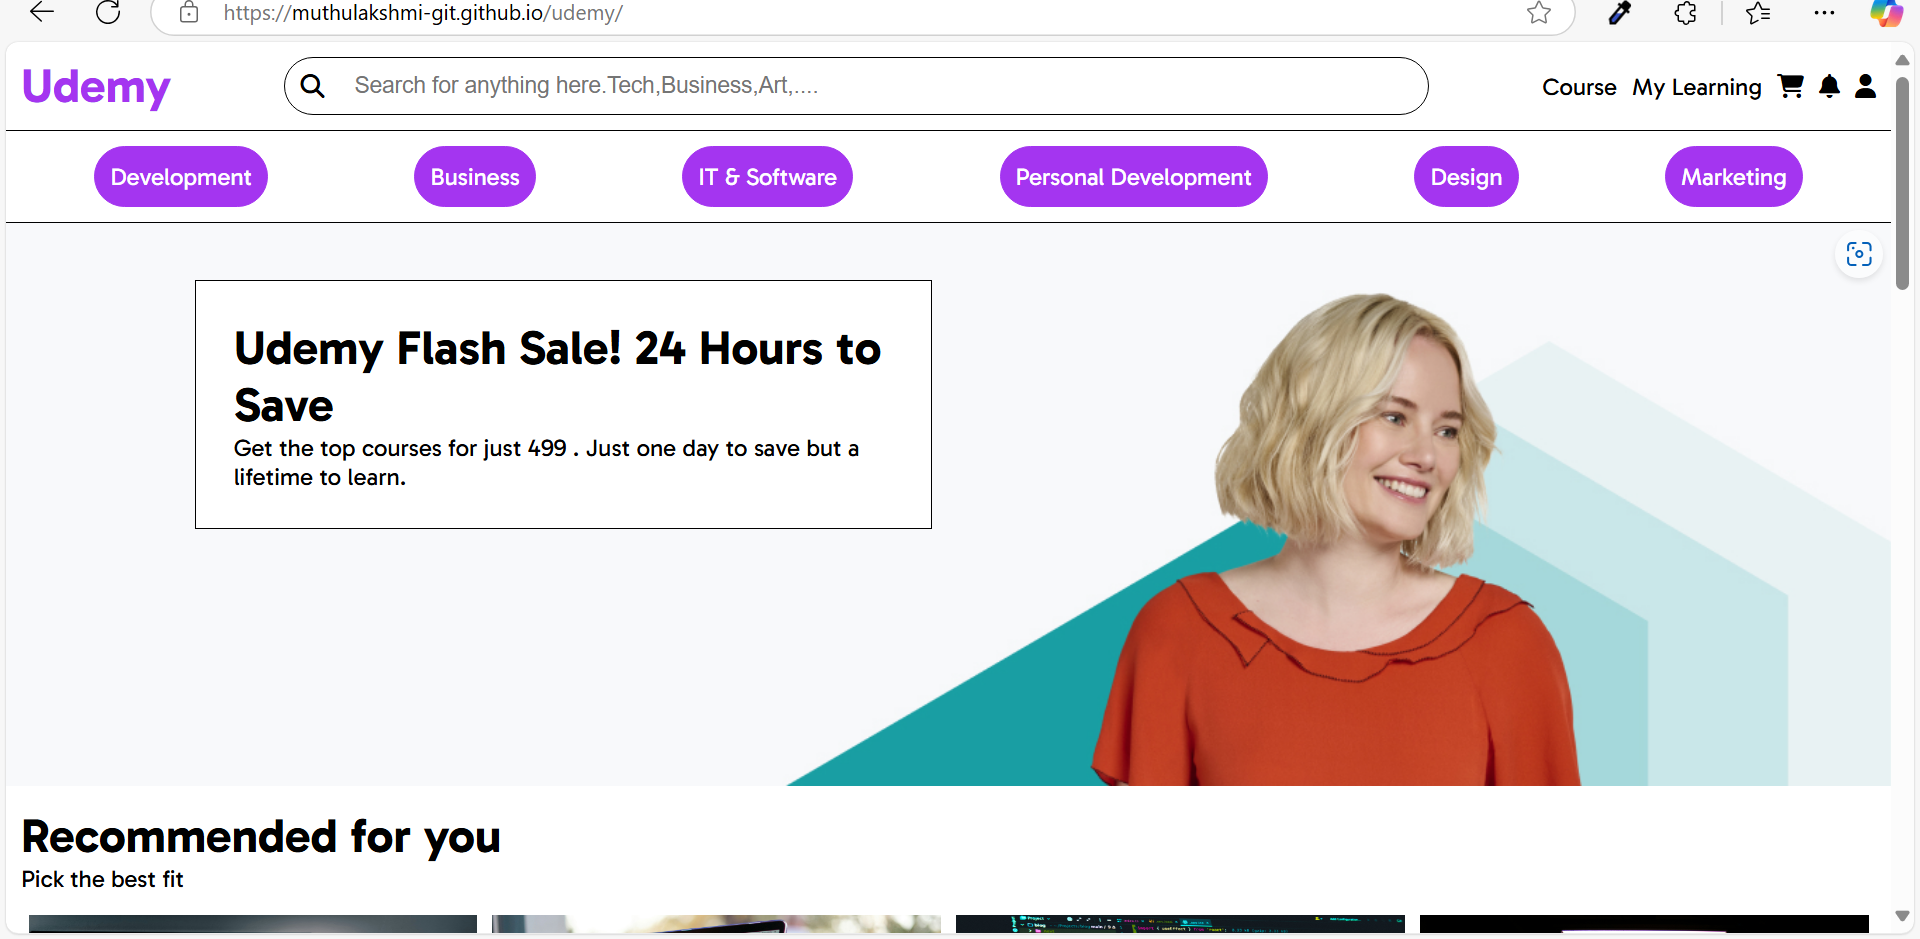 https://muthulakshmi-git.github.io/udemy/
Udemy
Search for anything here.Tech,Business,Art,....
Course My Learning
Development Business IT & Software Personal Development Design Marketing
Udemy Flash Sale! 24 Hours to
Save
Get the top courses for just 499 . Just one day to save but a
lifetime to learn.
Recommended for you
Pick the best fit